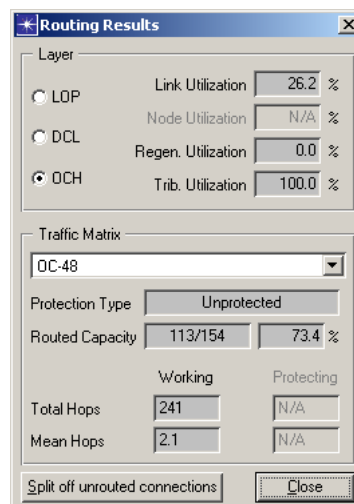 Routing Results
Layer
LOP
DCL
OCH
Link Utilization 26.2 %
Node Utilization N/A %
Regen. Utilization 0.0 %
Trib. Utilization 100.0 %
Traffic Matrix
OC-48
Protection Type Unprotected
Routed Capacity 113/154 73.4 %
Working Protecting
Total Hops 241 N/A
Mean Hops 2.1 N/A
Split off unrouted connections Close